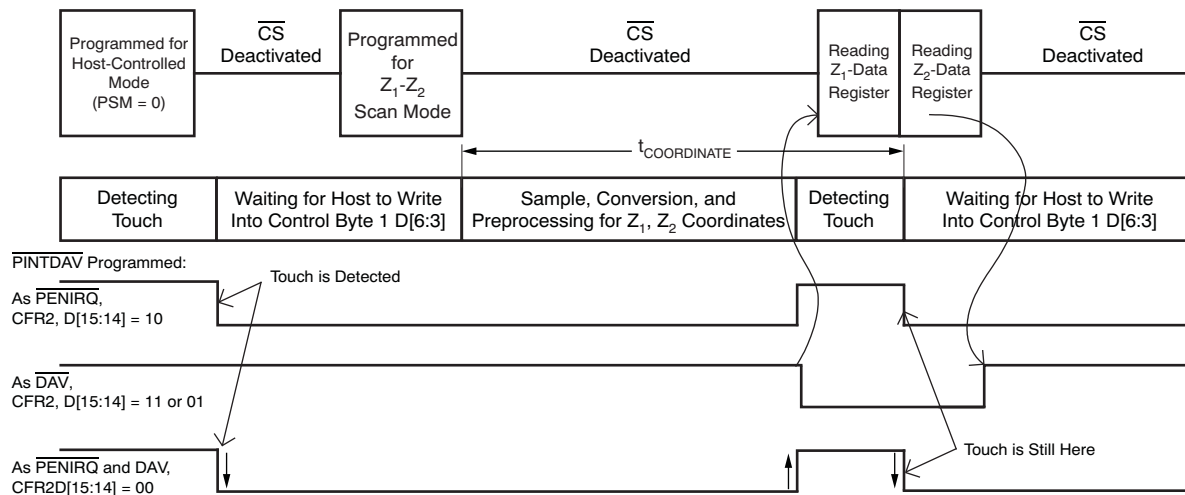 Programmed for
Host-Controlled
Mode
(PSM = 0)
CS
Deactivated
Programmed
for
Z1-Z2
Scan Mode
CS
Deactivated
Reading
Z1-Data
Register
Reading
Z2-Data
Register
CS
Deactivated
tCOORDINATE
Detecting
Touch
Waiting for Host to Write
Into Control Byte 1 D[6:3]
Sample, Conversion, and
Preprocessing for Z1, Z2 Coordinates
Detecting
Touch
Waiting for Host to Write
Into Control Byte 1 D[6:3]
PINTDAV Programmed:
Touch is Detected
As PENIRQ,
CFR2, D[15:14] = 10
As DAV,
CFR2, D[15:14] = 11 or 01
Touch is Still Here
As PENIRQ and DAV,
CFR2D[15:14] = 00